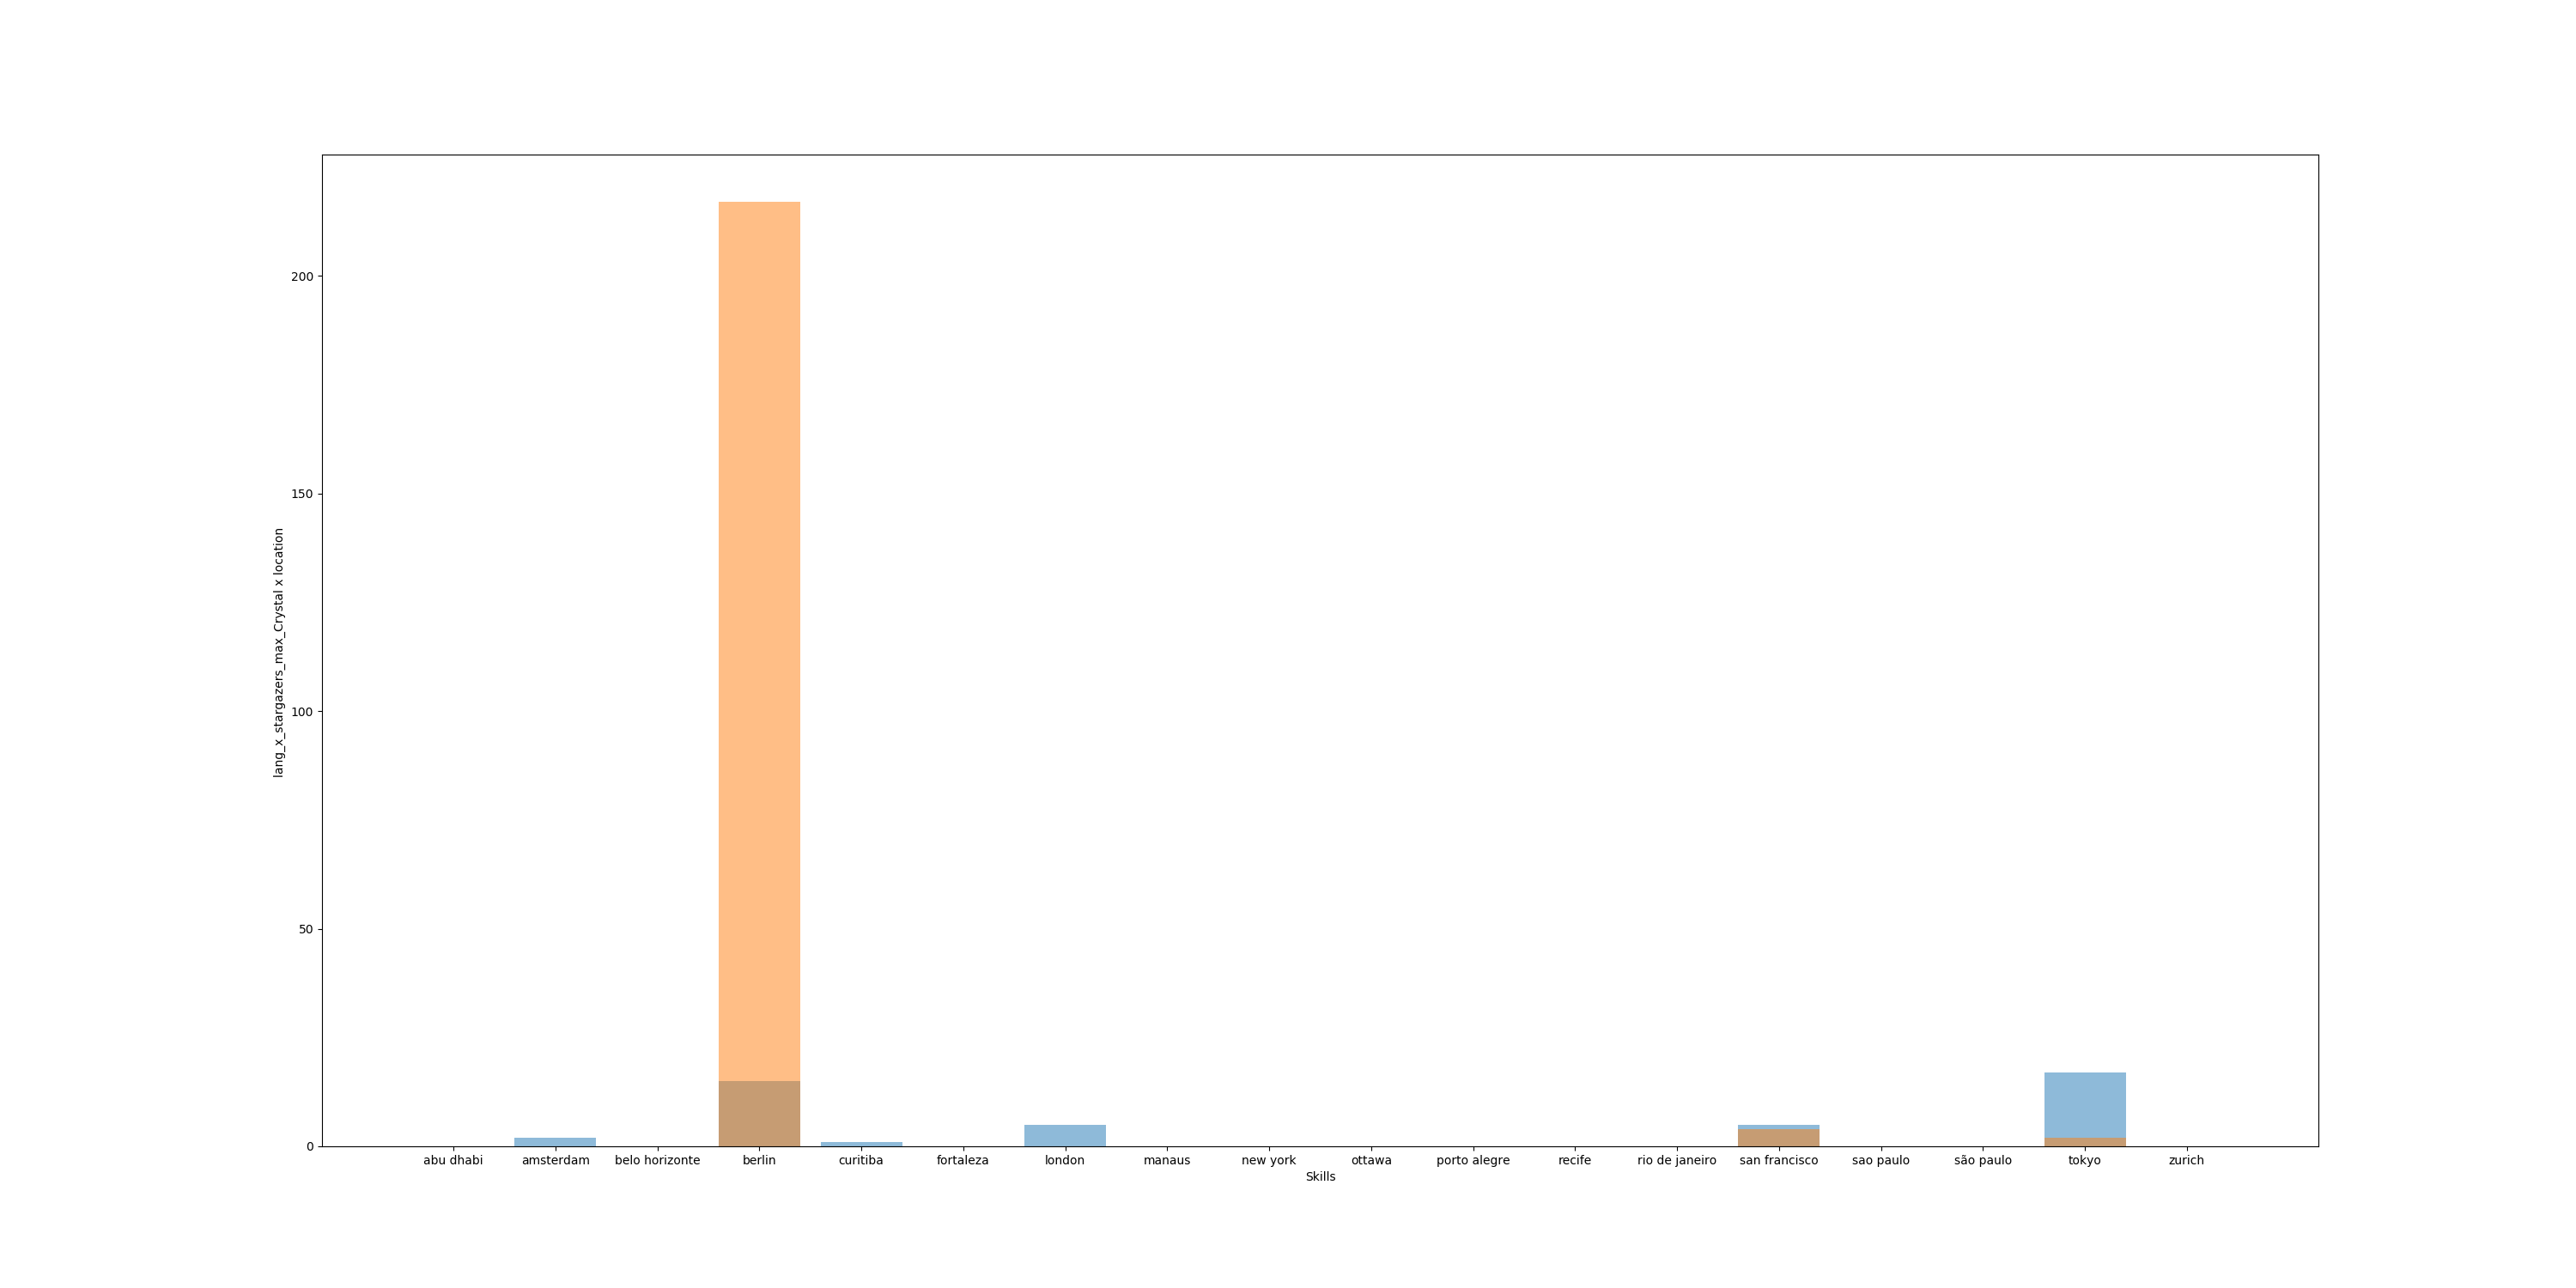 200
150
100
50
0
lang_x_stargazers_max_Crystal x location
abu dhabi amsterdam belo horizonte berlin curitiba fortaleza london manaus new york ottawa porto alegre recife rio de janeiro san francisco sao paulo são paulo tokyo zurich
Skills